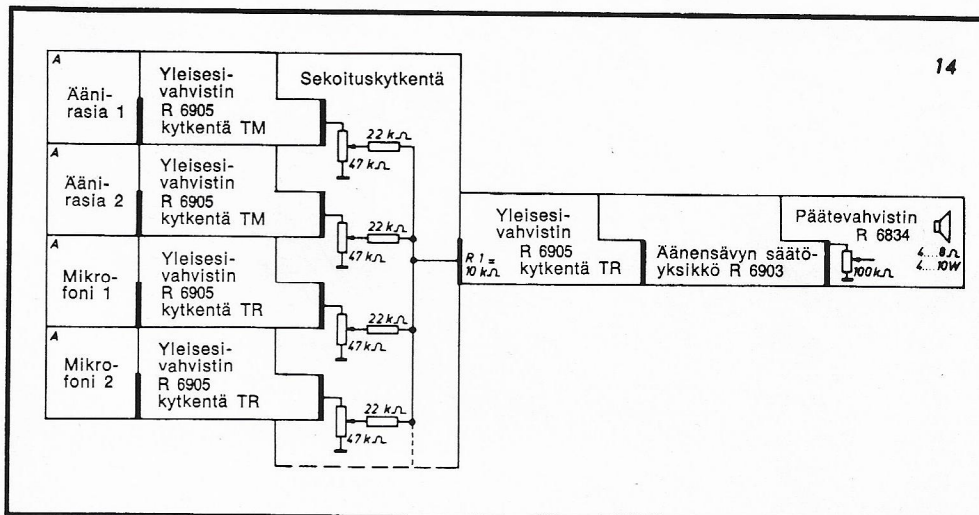 14
A
Ääni-
rasia 1
Yleisesi-
vahvistin
R 6905
kytkentä TM
Sekoituskytkentä
22 kΩ
47 kΩ
A
Ääni-
rasia 2
Yleisesi-
vahvistin
R 6905
kytkentä TM
22 kΩ
47 kΩ
A
Mikro-
foni 1
Yleisesi-
vahvistin
R 6905
kytkentä TR
22 kΩ
47 kΩ
A
Mikro-
foni 2
Yleisesi-
vahvistin
R 6905
kytkentä TR
22 kΩ
47 kΩ
R 1 =
10 kΩ
Yleisesi-
vahvistin
R 6905
kytkentä TR
Äänensävyn säätö-
yksikkö R 6903
Päätevahvistin
R 6834
100 kΩ
4....8Ω
4....10W